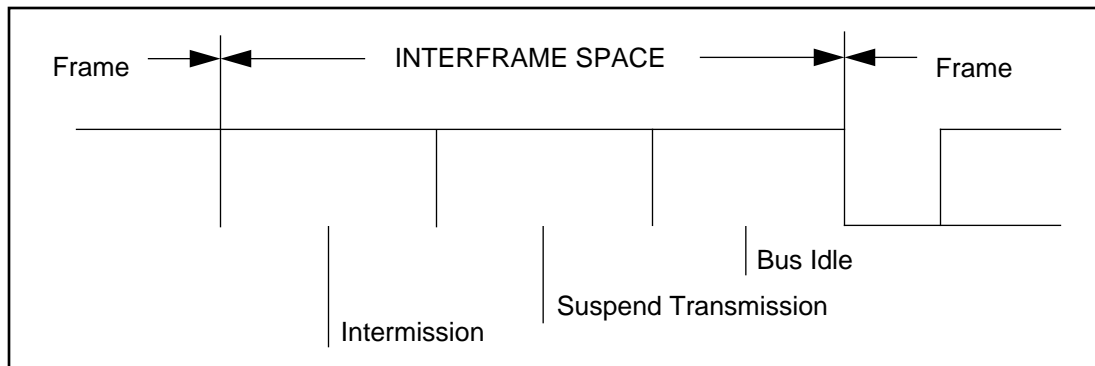 Frame
INTERFRAME SPACE
Frame
Bus Idle
Suspend Transmission
Intermission